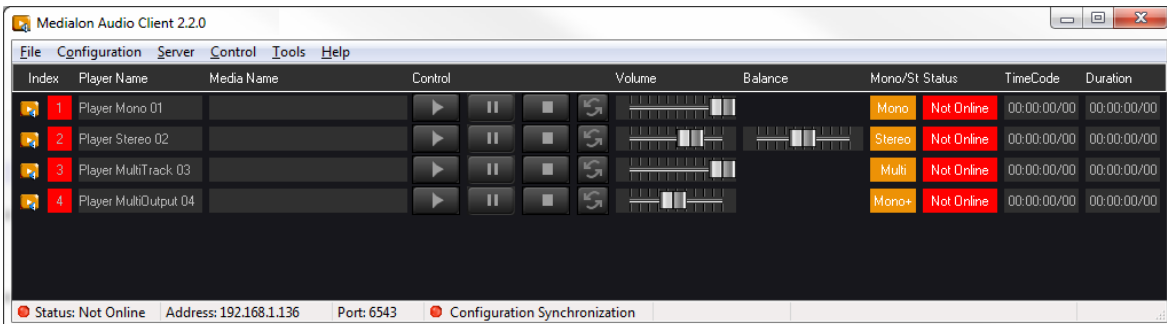 Medialon Audio Client 2.2.0
File Configuration Server Control Tools Help
Index Player Name Media Name Control Volume Balance Mono/St Status TimeCode Duration
1 Player Mono 01 Mono Not Online 00:00:00/00 00:00:00/00
2 Player Stereo 02 Stereo Not Online 00:00:00/00 00:00:00/00
3 Player MultiTrack 03 Multi Not Online 00:00:00/00 00:00:00/00
4 Player MultiOutput 04 Mono+ Not Online 00:00:00/00 00:00:00/00
Status: Not Online Address: 192.168.1.136 Port: 6543 Configuration Synchronization